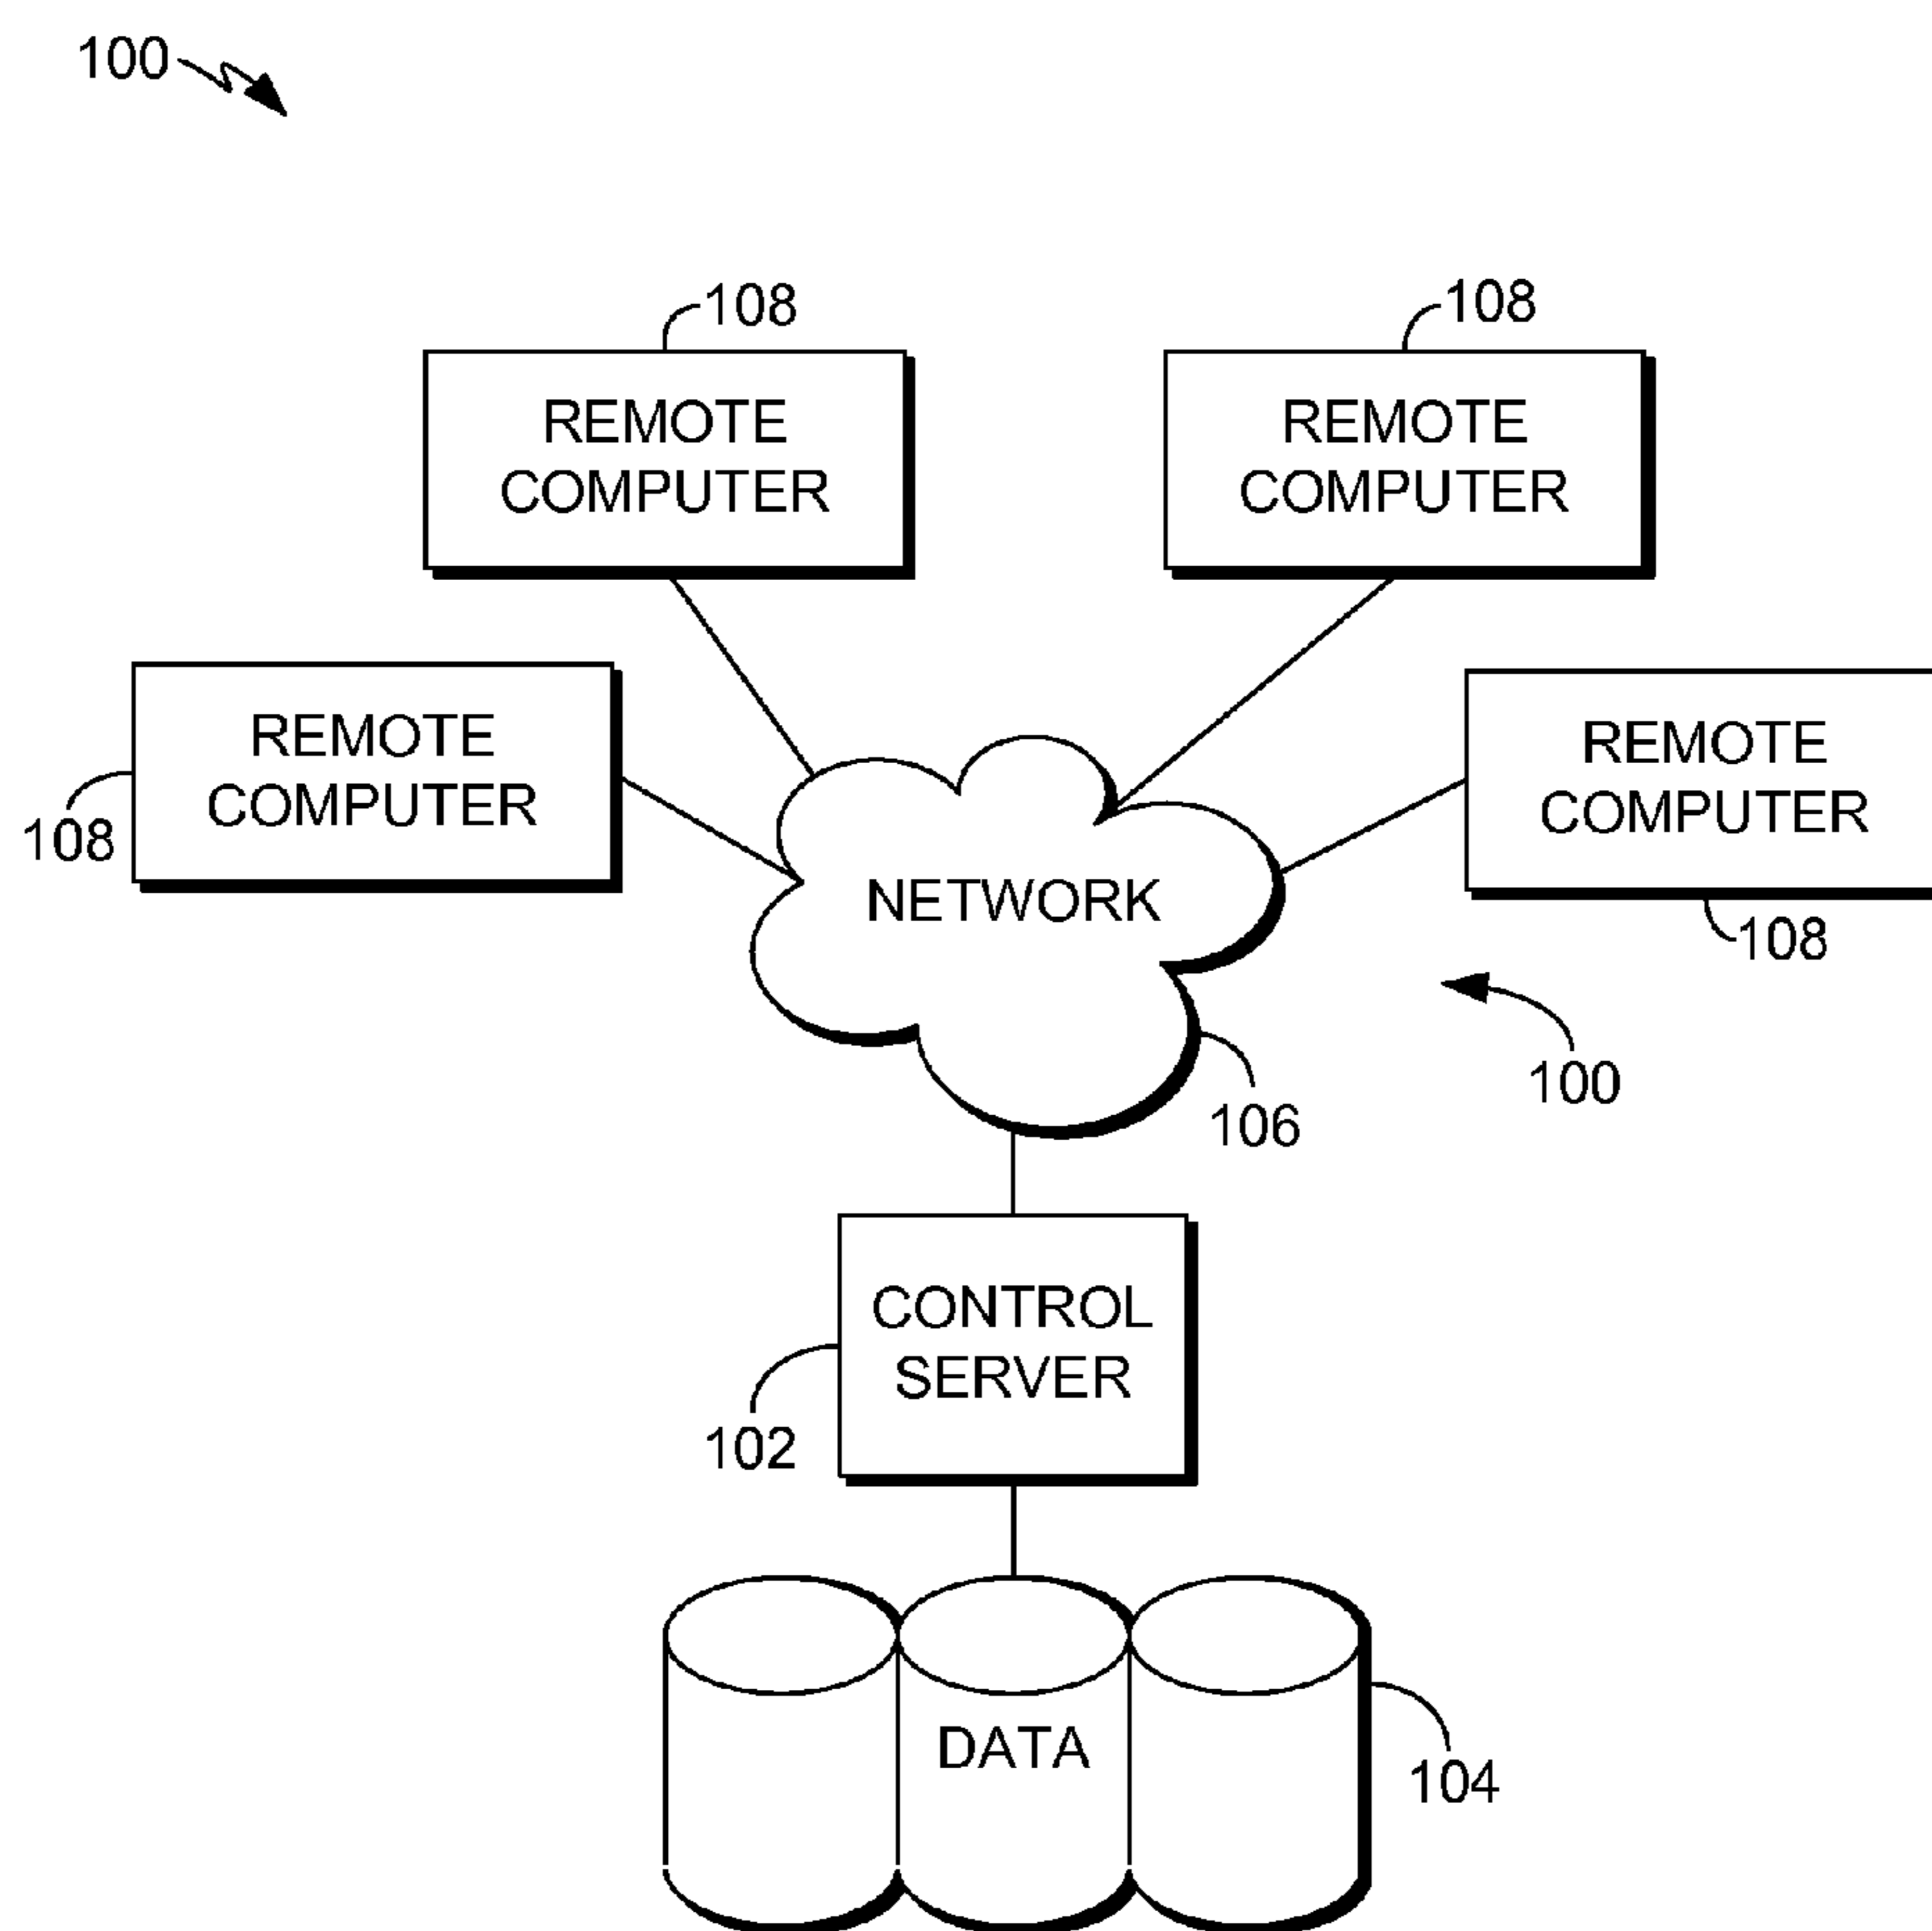 100
108
108
REMOTE
COMPUTER
REMOTE
COMPUTER
REMOTE
COMPUTER
108
REMOTE
COMPUTER
108
NETWORK
100
106
CONTROL
SERVER
102
DATA
104